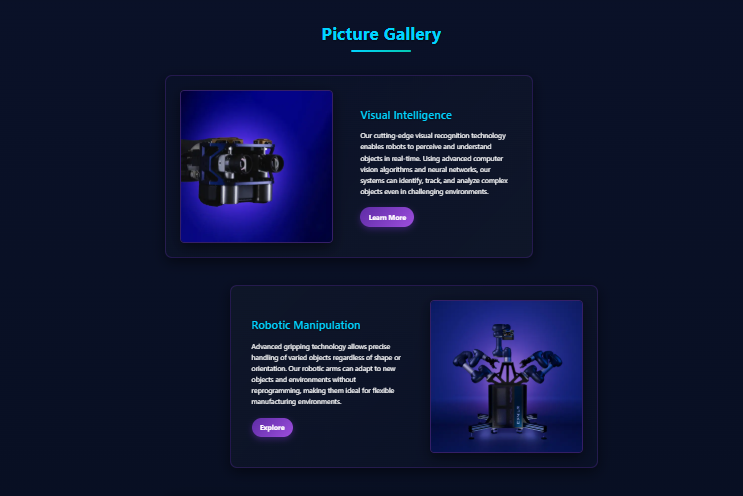 Picture Gallery
Visual Intelligence
Our cutting-edge visual recognition technology
enables robots to perceive and understand
objects in real-time. Using advanced computer
vision algorithms and neural networks, our
systems can identify, track, and analyze complex
objects even in challenging environments.
Learn More
Robotic Manipulation
Advanced gripping technology allows precise
handling of varied objects regardless of shape or
orientation. Our robotic arms can adapt to new
objects and environments without
reprogramming, making them ideal for flexible
manufacturing environments.
Explore